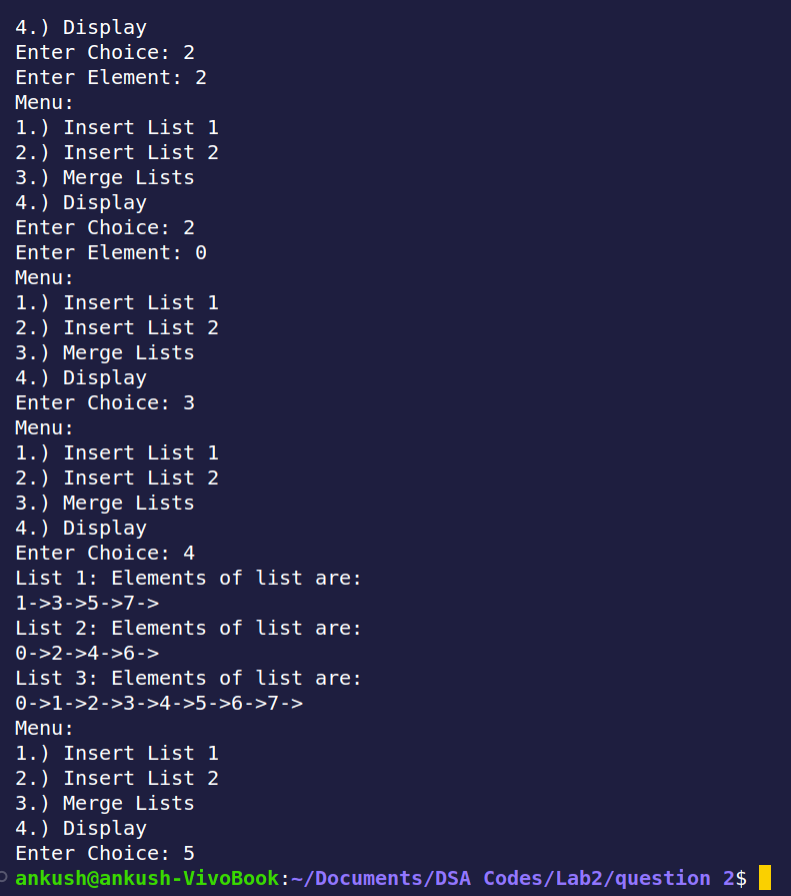 4.) Display
Enter Choice: 2
Enter Element: 2
Menu:
1.) Insert List 1
2.) Insert List 2
3.) Merge Lists
4.) Display
Enter Choice: 2
Enter Element: 0
Menu:
1.) Insert List 1
2.) Insert List 2
3.) Merge Lists
4.) Display
Enter Choice: 3
Menu:
1.) Insert List 1
2.) Insert List 2
3.) Merge Lists
4.) Display
Enter Choice: 4
List 1: Elements of list are:
1->3->5->7->
List 2: Elements of list are:
0->2->4->6->
List 3: Elements of list are:
0->1->2->3->4->5->6->7->
Menu:
1.) Insert List 1
2.) Insert List 2
3.) Merge Lists
4.) Display
Enter Choice: 5
ankush@ankush-VivoBook:~/Documents/DSA Codes/Lab2/question 2$